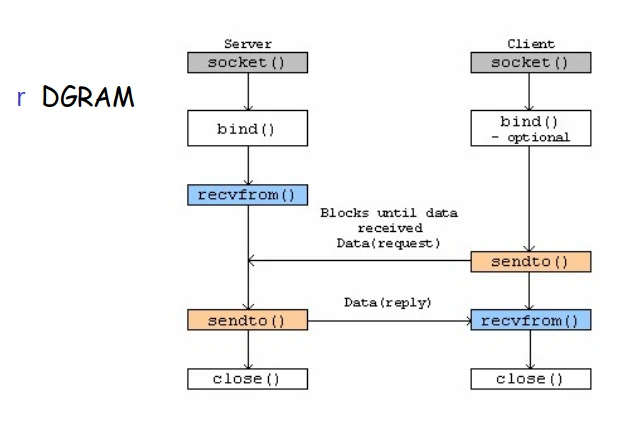 r DGRAM
Server
socket()
bind()
recvfrom()
sendto()
close()
Client
socket()
bind()
- optional
sendto()
recvfrom()
close()
Blocks until data
received
Data(request)
Data(reply)